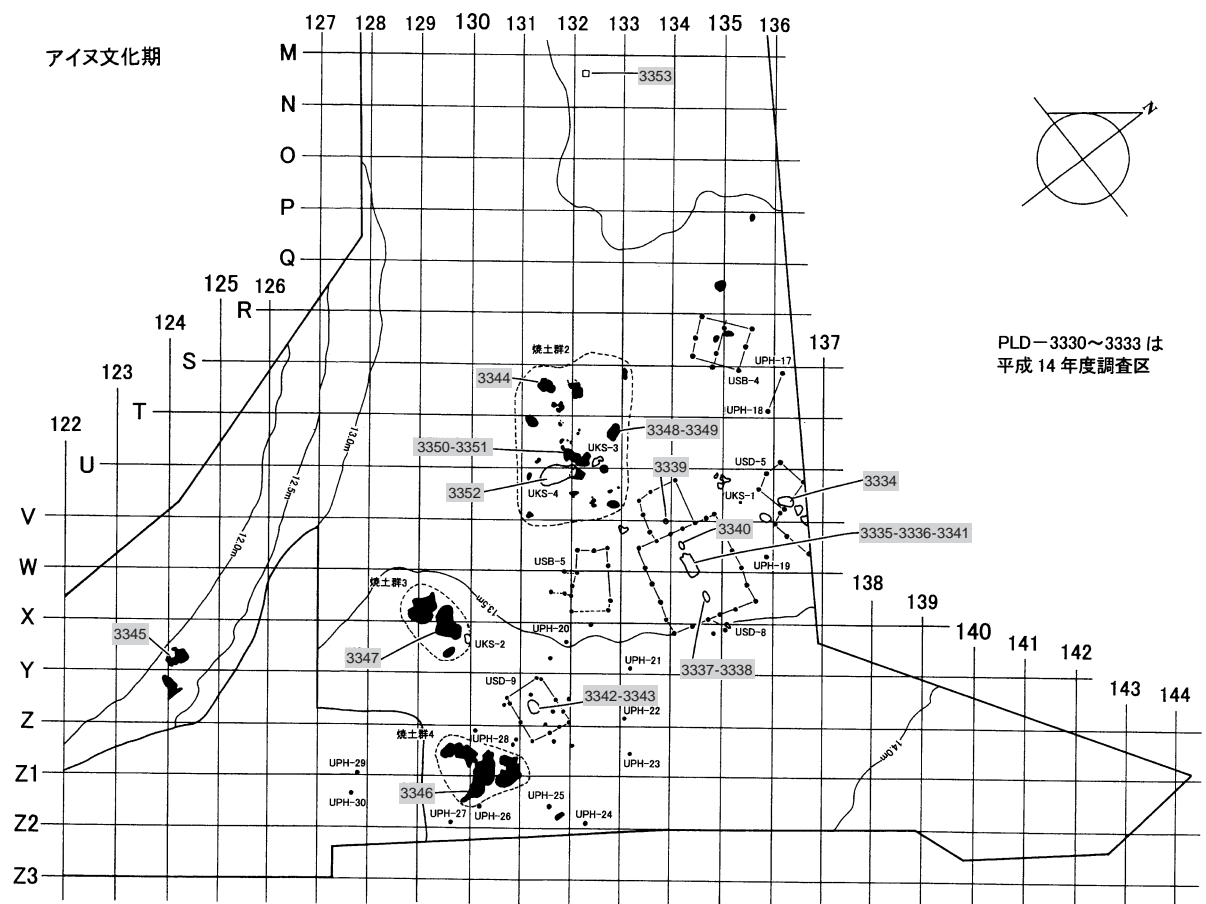 アイヌ文化期
127 128 129 130 131 132 133 134 135 136
M
3353
N
N
O
P
Q
125 126
R
124
137
焼土群2
PLD－3330～3333 は
平成 14 年度調査区
S
UPH-17
123
3344
USB-4
T
UPH-18
13.0m
122
3348-3349
3350-3351
UKS-3
U
3339
USD-5
12.5m
3334
3352
UKS-4
UKS-1
V
3340
3335-3336-3341
12.0m
USB-5
UPH-19
W
焼土群3
138
139
13.5m
X
UPH-20
USD-8
140
3345
UKS-2
141
142
3347
UPH-21
3337-3338
Y
USD-9
143
144
3342-3343
UPH-22
Z
焼土群4
UPH-28
14.0m
UPH-29
UPH-23
Z1
3346
UPH-25
UPH-30
UPH-27
UPH-26
UPH-24
Z2
Z3